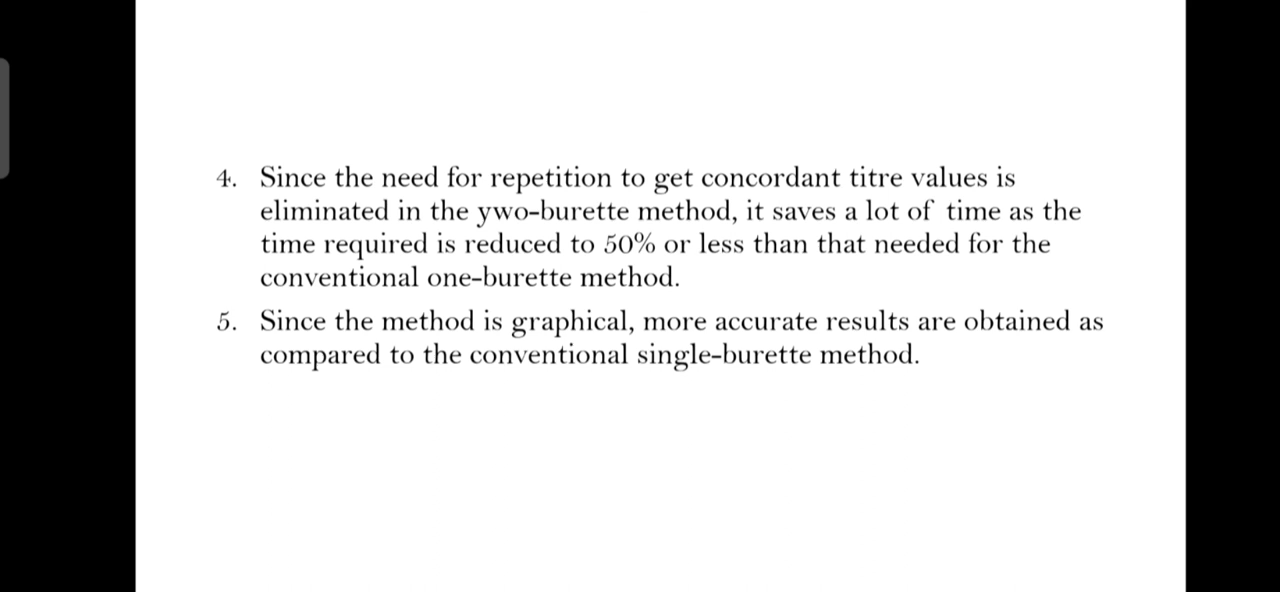 4. Since the need for repetition to get concordant titre values is
eliminated in the ywo-burette method, it saves a lot of time as the
time required is reduced to 50% or less than that needed for the
conventional one-burette method.
5. Since the method is graphical, more accurate results are obtained as
compared to the conventional single-burette method.